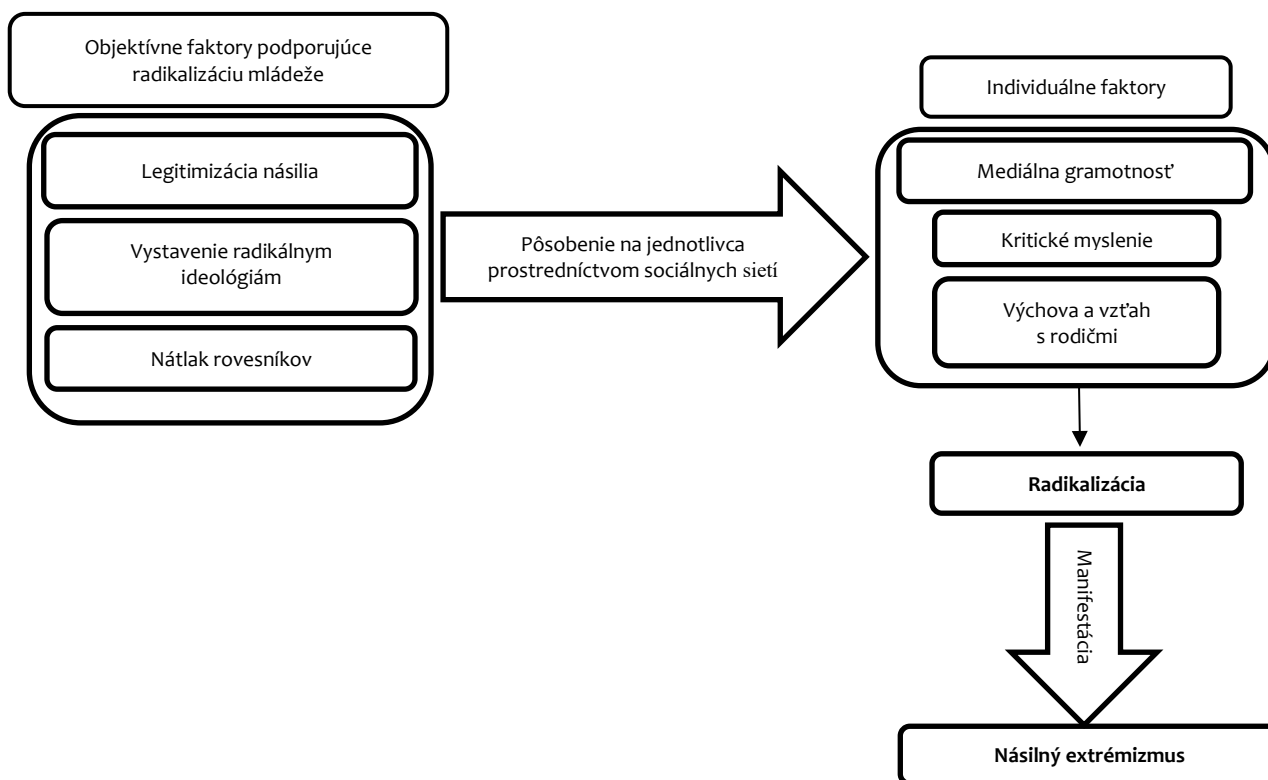 Objektívne faktory podporujúce
radikalizáciu mládeže
Legitimizácia násilia
Vystavenie radikálnym
ideológiám
Nátlak rovesníkov
Pôsobenie na jednotlivca
prostredníctvom sociálnych sietí
Individuálne faktory
Mediálna gramotnosť
Kritické myslenie
Výchova a vzťah
s rodičmi
Radikalizácia
Manifestácia
Násilný extrémizmus